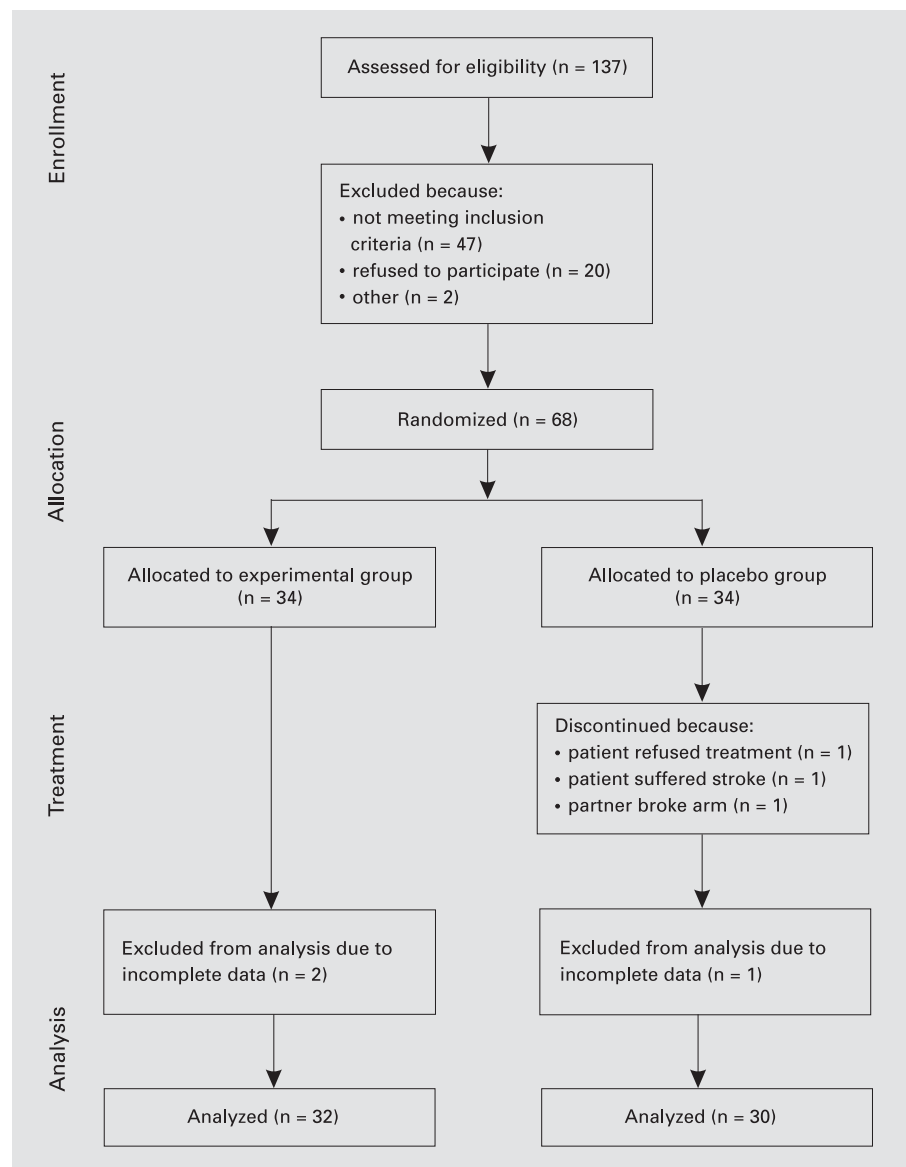 Enrollment
Assessed for eligibility (n = 137)
Excluded because:
• not meeting inclusion
criteria (n = 47)
• refused to participate (n = 20)
• other (n = 2)
Allocation
Randomized (n = 68)
Allocated to experimental group
(n = 34)
Allocated to placebo group
(n = 34)
Treatment
Discontinued because:
• patient refused treatment (n = 1)
• patient suffered stroke (n = 1)
• partner broke arm (n = 1)
Analysis
Excluded from analysis due to
incomplete data (n = 2)
Excluded from analysis due to
incomplete data (n = 1)
Analyzed (n = 32)
Analyzed (n = 30)